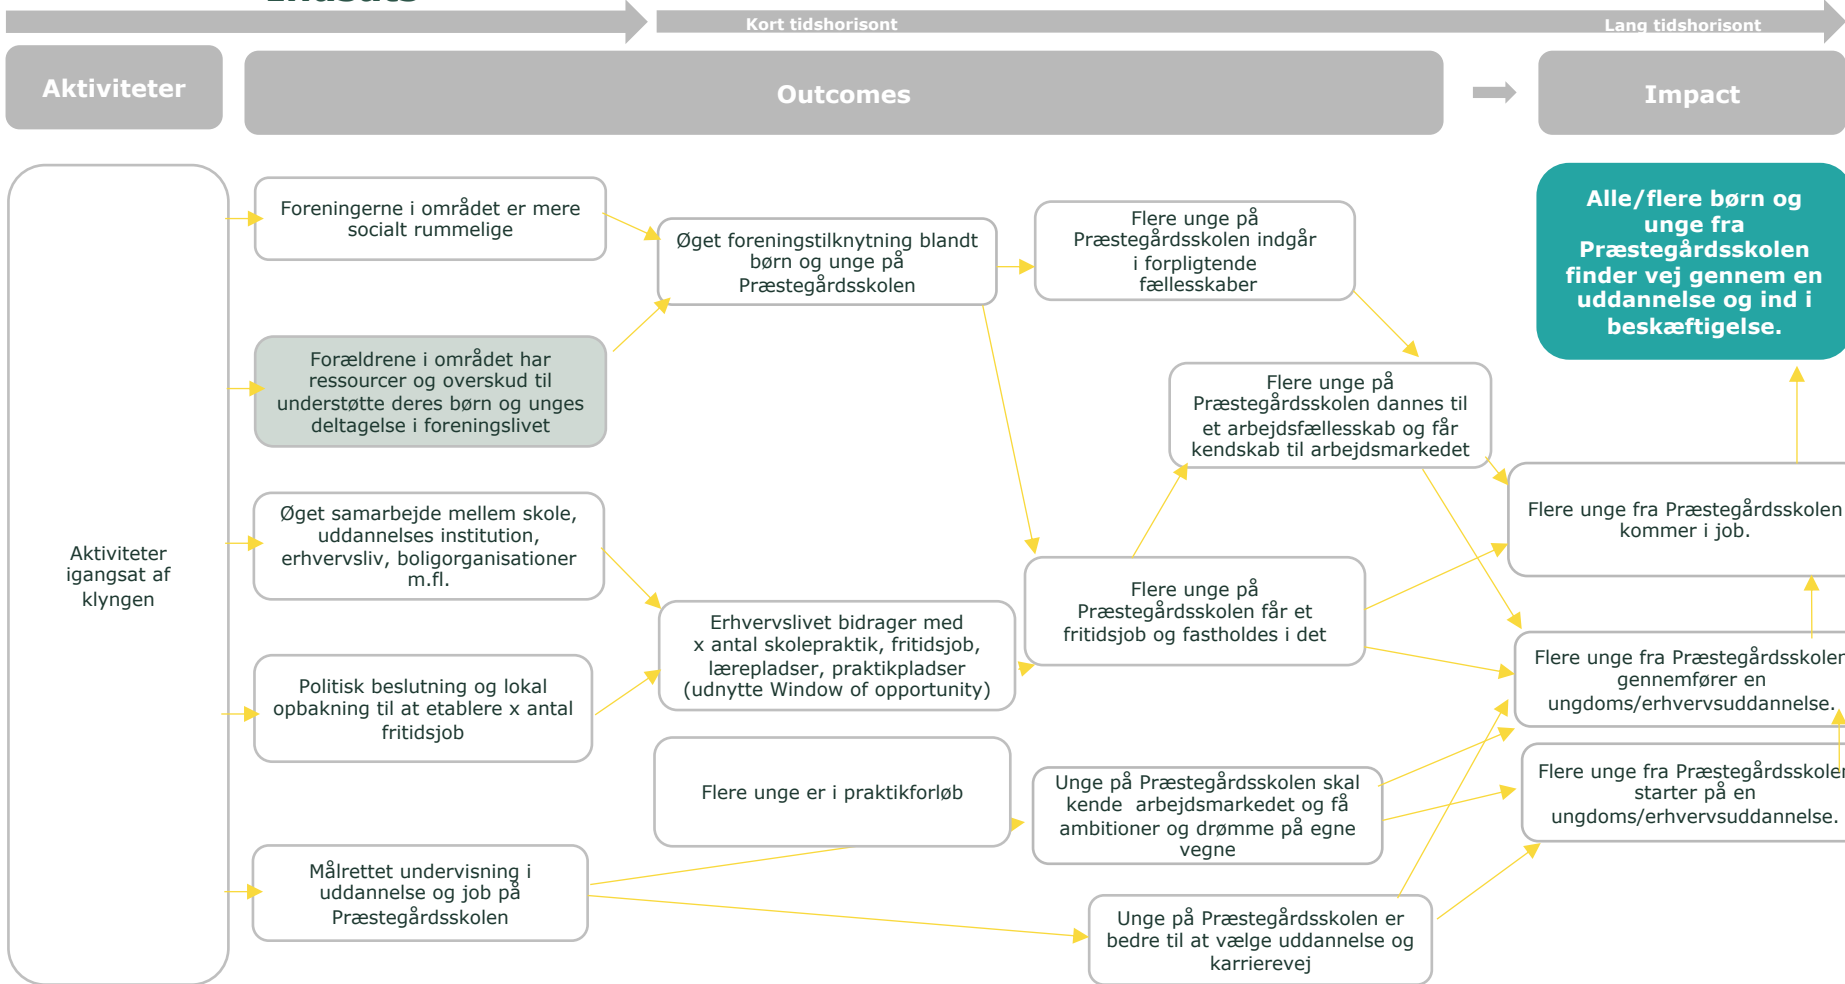 Indsats
Kort tidshorisont
Lang tidshorisont
Aktiviteter
Outcomes
Impact
Aktiviteter
igangsat af
klyngen
Foreningerne i området er mere
socialt rummelige
Forældrene i området har
ressourcer og overskud til
understøtte deres børn og unges
deltagelse i foreningslivet
Øget samarbejde mellem skole,
uddannelses institution,
erhvervsliv, boligorganisationer
m.fl.
Politisk beslutning og lokal
opbakning til at etablere x antal
fritidsjob
Målrettet undervisning i
uddannelse og job på
Præstegårdsskolen
Øget foreningstilknytning blandt
børn og unge på
Præstegårdsskolen
Erhvervslivet bidrager med
x antal skolepraktik, fritidsjob,
lærepladser, praktikpladser
(udnytte Window of opportunity)
Flere unge er i praktikforløb
Flere unge på
Præstegårdsskolen indgår
i forpligtende
fællesskaber
Flere unge på
Præstegårdsskolen dannes til
et arbejdsfællesskab og får
kendskab til arbejdsmarkedet
Flere unge på
Præstegårdsskolen får et
fritidsjob og fastholdes i det
Unge på Præstegårdsskolen skal
kende arbejdsmarkedet og få
ambitioner og drømme på egne
vegne
Unge på Præstegårdsskolen er
bedre til at vælge uddannelse og
karrierevej
Alle/flere børn og
unge fra
Præstegårdsskolen
finder vej gennem en
uddannelse og ind i
beskæftigelse.
Flere unge fra Præstegårdsskolen
kommer i job.
Flere unge fra Præstegårdsskolen
gennemfører en
ungdoms/erhvervsuddannelse.
Flere unge fra Præstegårdsskolen
starter på en
ungdoms/erhvervsuddannelse.